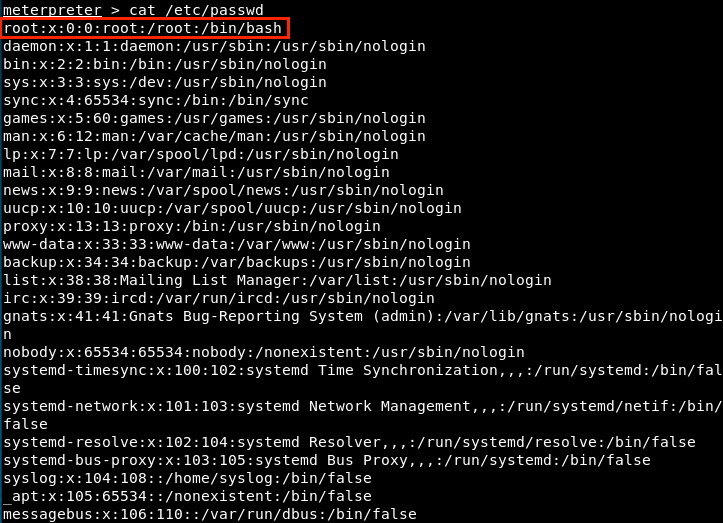 meterpreter > cat /etc/passwd
root:x:0:0:root:/root:/bin/bash
daemon:x:1:1:daemon:/usr/sbin:/usr/sbin/nologin
bin:x:2:2:bin:/bin:/usr/sbin/nologin
sys:x:3:3:sys:/dev:/usr/sbin/nologin
sync:x:4:65534:sync:/bin:/bin/sync
games:x:5:60:games:/usr/games:/usr/sbin/nologin
man:x:6:12:man:/var/cache/man:/usr/sbin/nologin
lp:x:7:7:lp:/var/spool/lpd:/usr/sbin/nologin
mail:x:8:8:mail:/var/mail:/usr/sbin/nologin
news:x:9:9:news:/var/spool/news:/usr/sbin/nologin
uucp:x:10:10:uucp:/var/spool/uucp:/usr/sbin/nologin
proxy:x:13:13:proxy:/bin:/usr/sbin/nologin
www-data:x:33:33:www-data:/var/www:/usr/sbin/nologin
backup:x:34:34:backup:/var/backups:/usr/sbin/nologin
list:x:38:38:Mailing List Manager:/var/list:/usr/sbin/nologin
irc:x:39:39:ircd:/var/run/ircd:/usr/sbin/nologin
gnats:x:41:41:Gnats Bug-Reporting System (admin):/var/lib/gnats:/usr/sbin/nologi
n
nobody:x:65534:65534:nobody:/nonexistent:/usr/sbin/nologin
systemd-timesync:x:100:102:systemd Time Synchronization,,,:/run/systemd:/bin/fal
se
systemd-network:x:101:103:systemd Network Management,,,:/run/systemd/netif:/bin/
false
systemd-resolve:x:102:104:systemd Resolver,,,:/run/systemd/resolve:/bin/false
systemd-bus-proxy:x:103:105:systemd Bus Proxy,,,:/run/systemd:/bin/false
syslog:x:104:108::/home/syslog:/bin/false
_apt:x:105:65534::/nonexistent:/bin/false
messagebus:x:106:110::/var/run/dbus:/bin/false